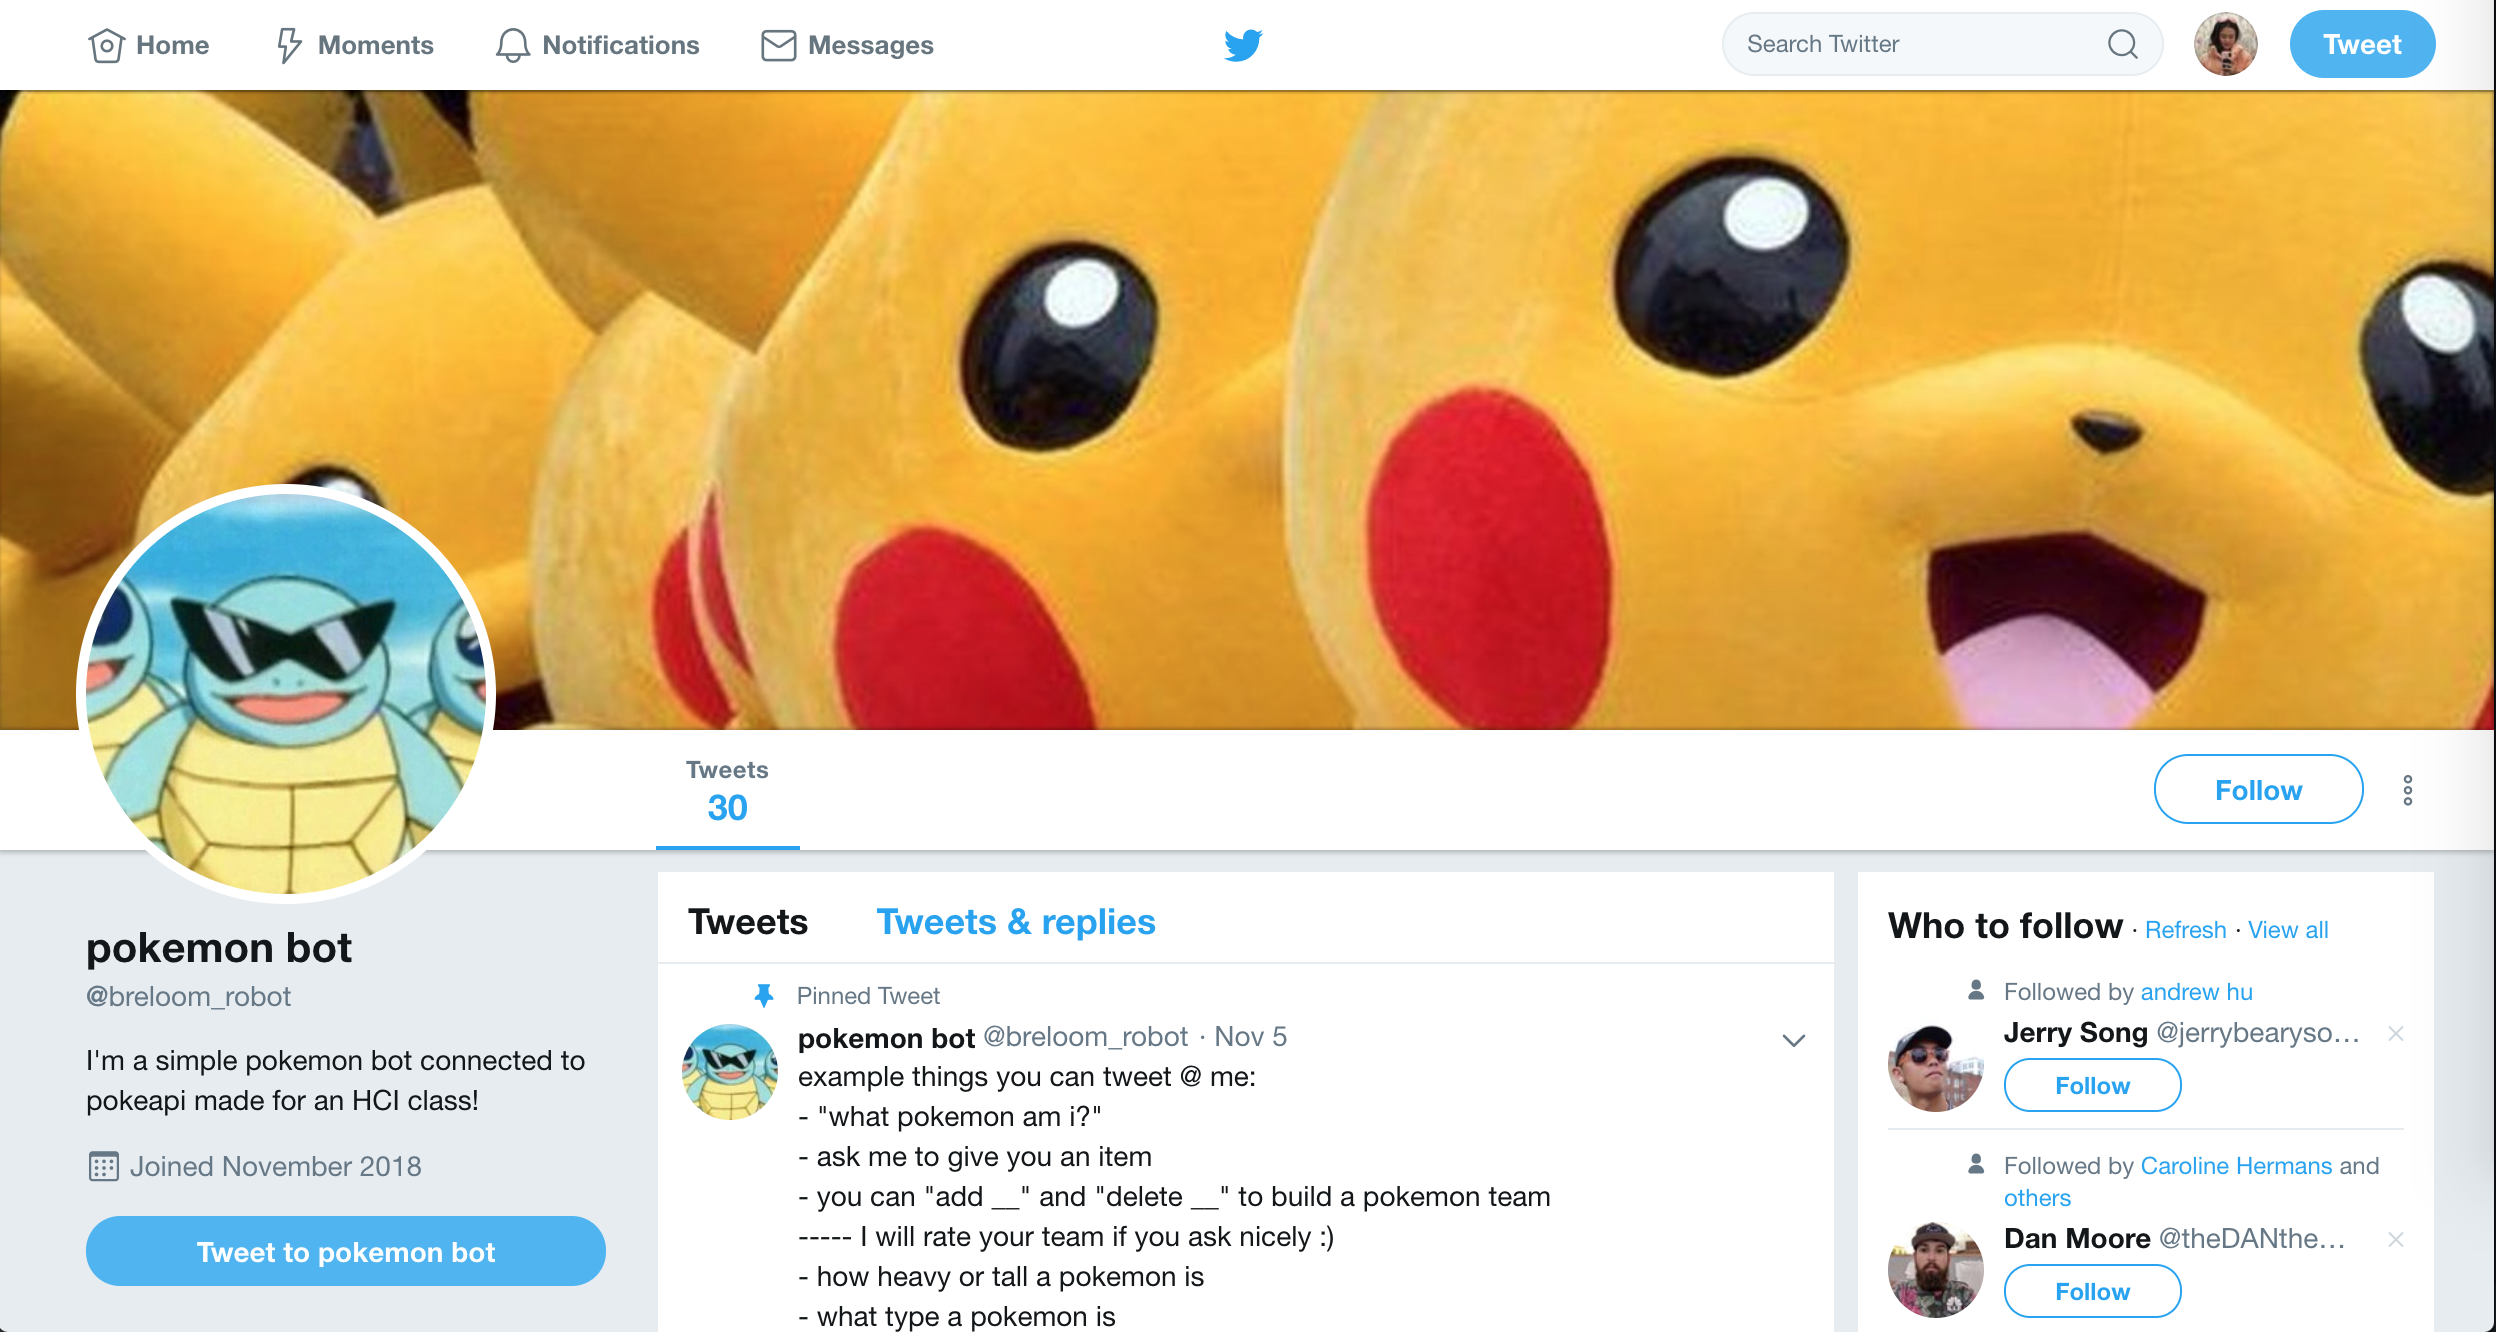 Home
Moments
Notifications
Messages
Search Twitter
Tweet
Tweets
30
Follow
pokemon bot
@breloom_robot
I'm a simple pokemon bot connected to
pokeapi made for an HCI class!
Joined November 2018
Tweet to pokemon bot
Tweets Tweets & replies
Pinned Tweet
pokemon bot @breloom_robot · Nov 5
example things you can tweet @ me:
- "what pokemon am i?"
- ask me to give you an item
- you can "add __" and "delete __" to build a pokemon team
----- I will rate your team if you ask nicely :)
- how heavy or tall a pokemon is
- what type a pokemon is
Who to follow · Refresh · View all
Followed by andrew hu
Jerry Song @jerrybearyso...
Follow
Followed by Caroline Hermans and
others
Dan Moore @theDANthe...
Follow